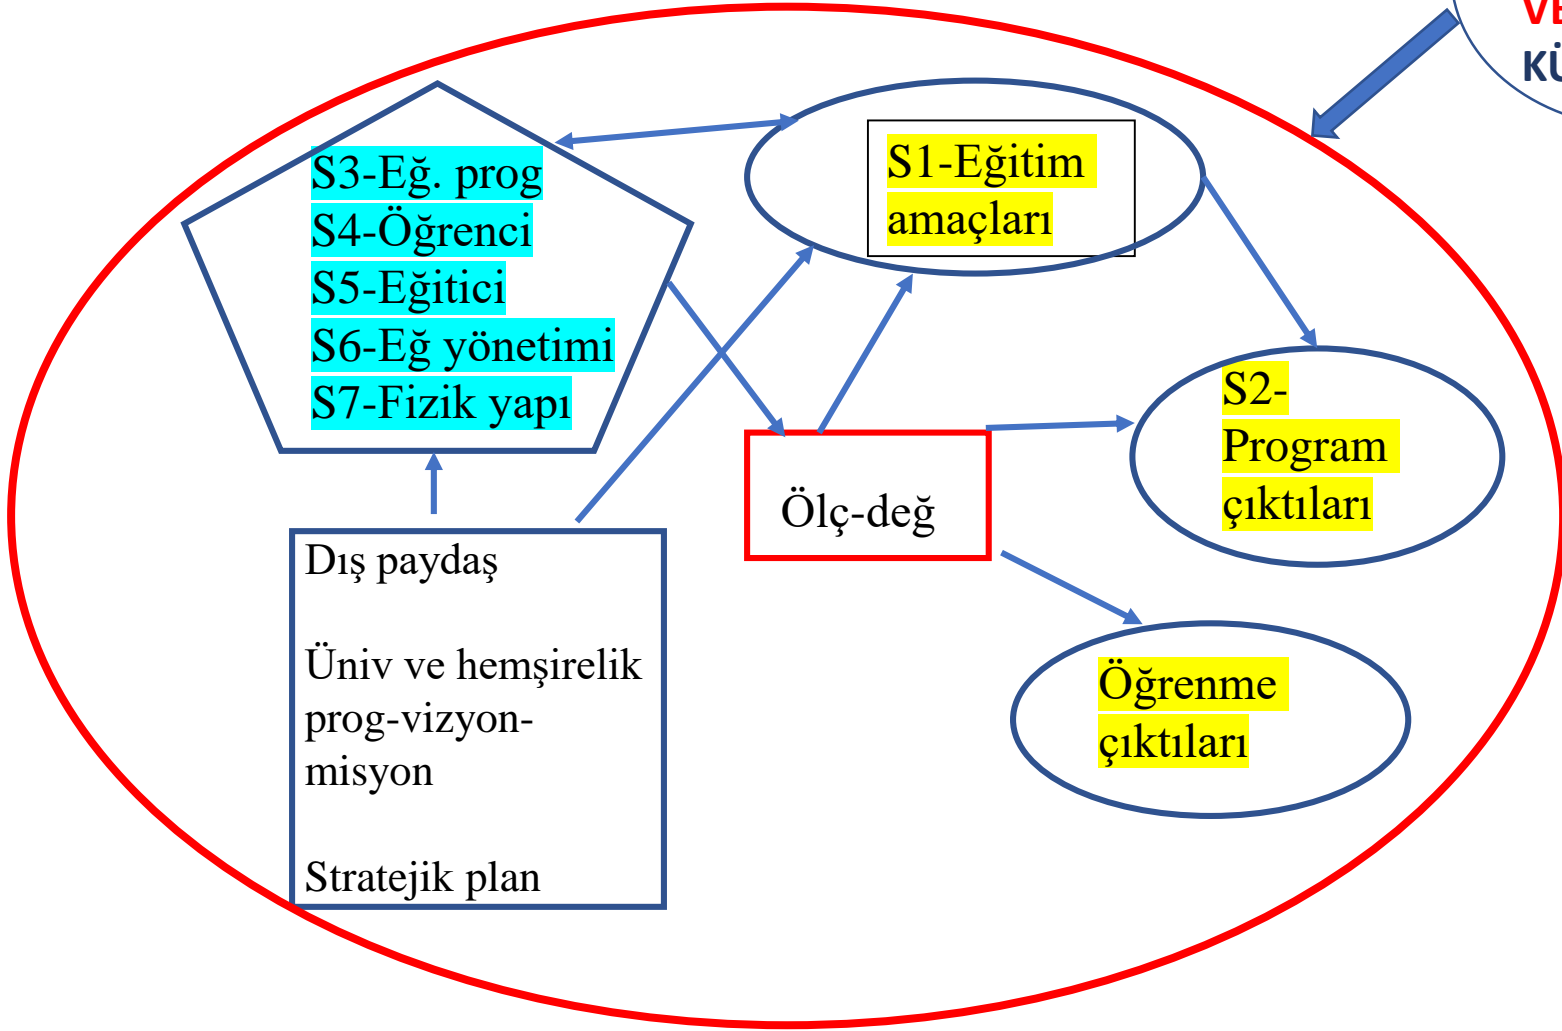 KÜ
S3-Eğ. prog
S4-Öğrenci
S5-Eğitici
S6-Eğ yönetimi
S7-Fizik yapı
S1-Eğitim
amaçları
S2-
Program
çıktıları
Ölç-değ
Dış paydaş
Üniv ve hemşirelik
prog-vizyon-
misyon
Stratejik plan
Öğrenme
çıktıları